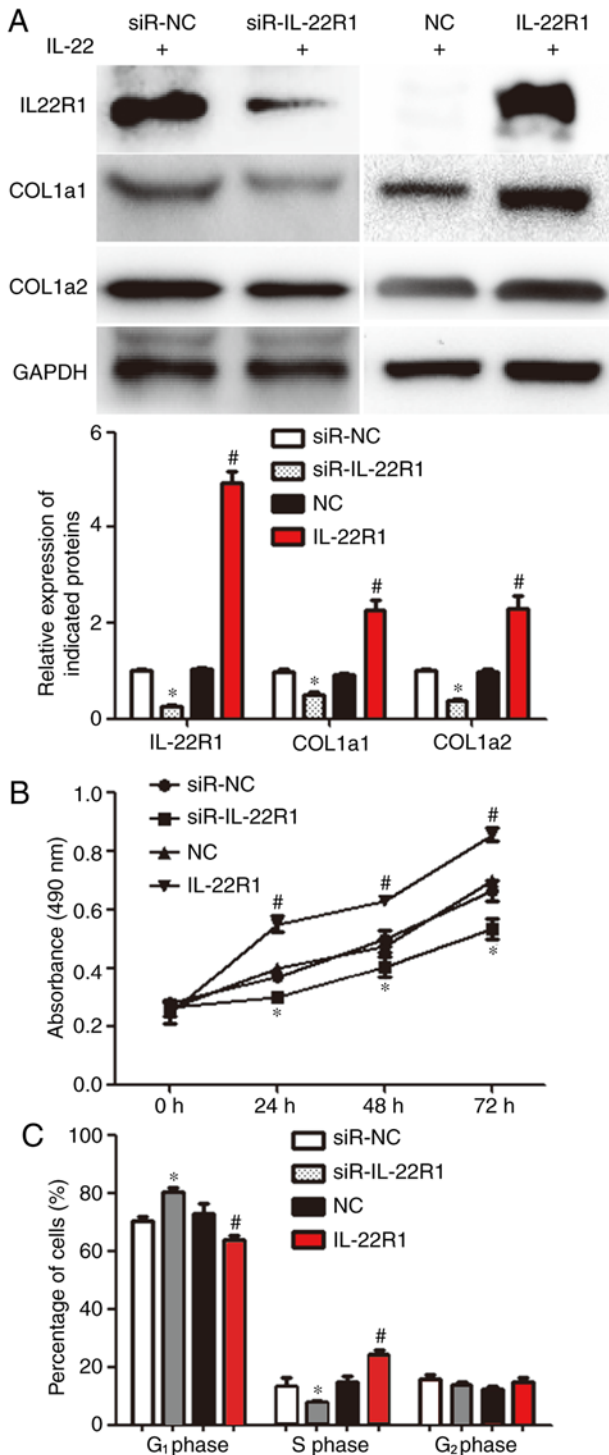 A
siR-NC siR-IL-22R1 NC IL-22R1
IL-22 + + + +
IL22R1
COL1a1
COL1a2
GAPDH
Relative expression of
indicated proteins
6
4
2
1
0
siR-NC
siR-IL-22R1
NC
IL-22R1
* # * # * #
IL-22R1 COL1a1 COL1a2
B
Absorbance (490 nm)
1.0
0.8
0.6
0.4
0.2
0.0
siR-NC
siR-IL-22R1
NC
IL-22R1
# # #
* * *
0 h 24 h 48 h 72 h
C
Percentage of cells (%)
100
80
60
40
20
0
siR-NC
siR-IL-22R1
NC
IL-22R1
* # * #
G₁ phase S phase G₂ phase